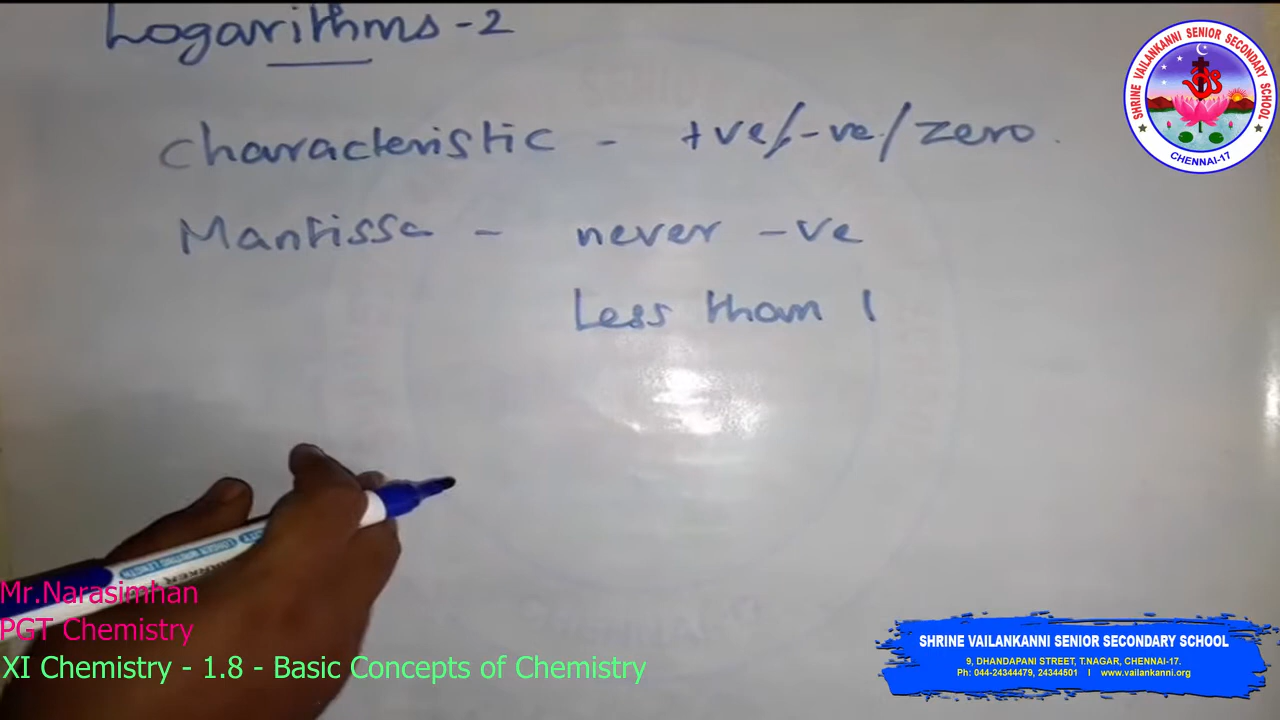 Logarithms - 2
Characteristic - +ve/-ve/zero.
Mantissa - never -ve
Less than 1
SHRINE VAILANKANNI SENIOR SECONDARY SCHOOL
CHENNAI-17
Mr.Narasimhan
PGT Chemistry
XI Chemistry - 1.8 - Basic Concepts of Chemistry
SHRINE VAILANKANNI SENIOR SECONDARY SCHOOL
9, DHANDAPANI STREET, T.NAGAR, CHENNAI-17.
Ph: 044-24344479, 24344501 I www.vailankanni.org